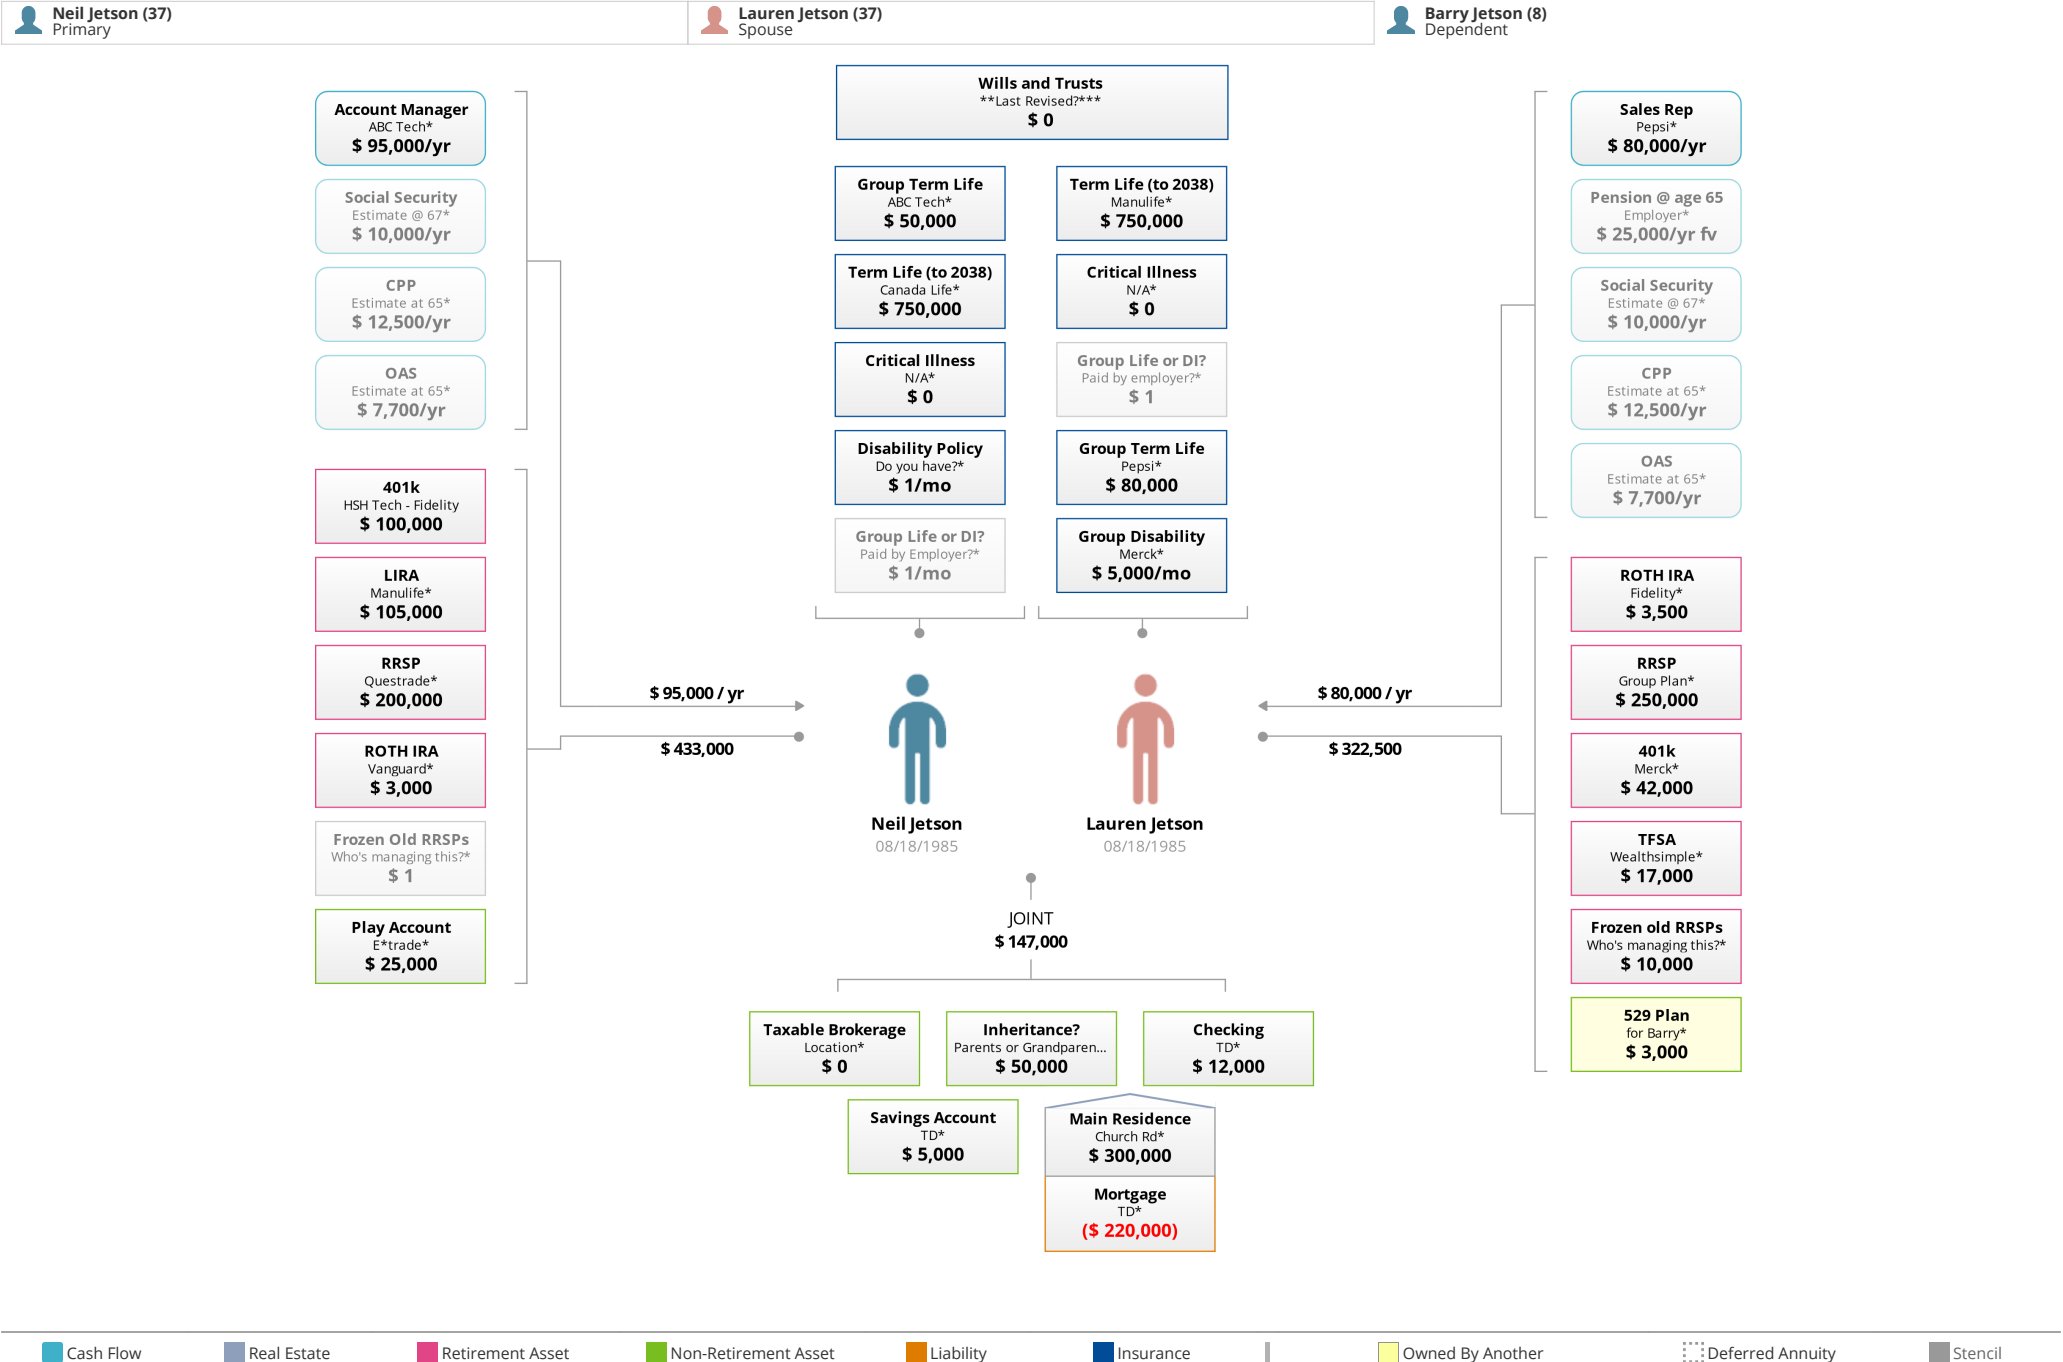 Neil Jetson (37)
Primary
Lauren Jetson (37)
Spouse
Barry Jetson (8)
Dependent
Account Manager
ABC Tech*
$ 95,000/yr
Social Security
Estimate @ 67*
$ 10,000/yr
CPP
Estimate at 65*
$ 12,500/yr
OAS
Estimate at 65*
$ 7,700/yr
401k
HSH Tech - Fidelity
$ 100,000
LIRA
Manulife*
$ 105,000
RRSP
Questrade*
$ 200,000
ROTH IRA
Vanguard*
$ 3,000
Frozen Old RRSPs
Who's managing this?*
$ 1
Play Account
E*trade*
$ 25,000
Wills and Trusts
**Last Revised?***
$ 0
Group Term Life
ABC Tech*
$ 50,000
Term Life (to 2038)
Canada Life*
$ 750,000
Critical Illness
N/A*
$ 0
Disability Policy
Do you have?*
$ 1/mo
Group Life or DI?
Paid by Employer?*
$ 1/mo
Term Life (to 2038)
Manulife*
$ 750,000
Critical Illness
N/A*
$ 0
Group Life or DI?
Paid by employer?*
$ 1
Group Term Life
Pepsi*
$ 80,000
Group Disability
Merck*
$ 5,000/mo
$ 95,000 / yr
$ 433,000
$ 80,000 / yr
$ 322,500
Neil Jetson
08/18/1985
Lauren Jetson
08/18/1985
JOINT
$ 147,000
Taxable Brokerage
Location*
$ 0
Inheritance?
Parents or Grandparen...
$ 50,000
Checking
TD*
$ 12,000
Savings Account
TD*
$ 5,000
Main Residence
Church Rd*
$ 300,000
Mortgage
TD*
($ 220,000)
Sales Rep
Pepsi*
$ 80,000/yr
Pension @ age 65
Employer*
$ 25,000/yr fv
Social Security
Estimate @ 67*
$ 10,000/yr
CPP
Estimate at 65*
$ 12,500/yr
OAS
Estimate at 65*
$ 7,700/yr
ROTH IRA
Fidelity*
$ 3,500
RRSP
Group Plan*
$ 250,000
401k
Merck*
$ 42,000
TFSA
Wealthsimple*
$ 17,000
Frozen old RRSPs
Who's managing this?*
$ 10,000
529 Plan
for Barry*
$ 3,000
Cash Flow
Real Estate
Retirement Asset
Non-Retirement Asset
Liability
Insurance
Owned By Another
Deferred Annuity
Stencil